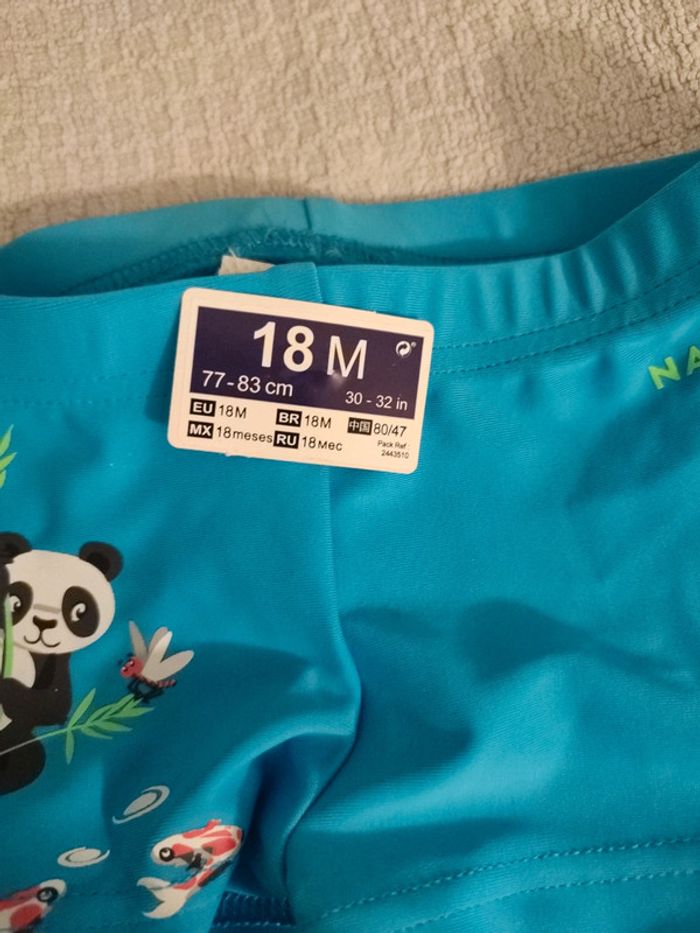 18 M
77-83 cm
30 - 32 in
EU 18M
BR 18M
中国 80/47
MX 18meses
RU 18мес
Pack Ref :
2443510
NA